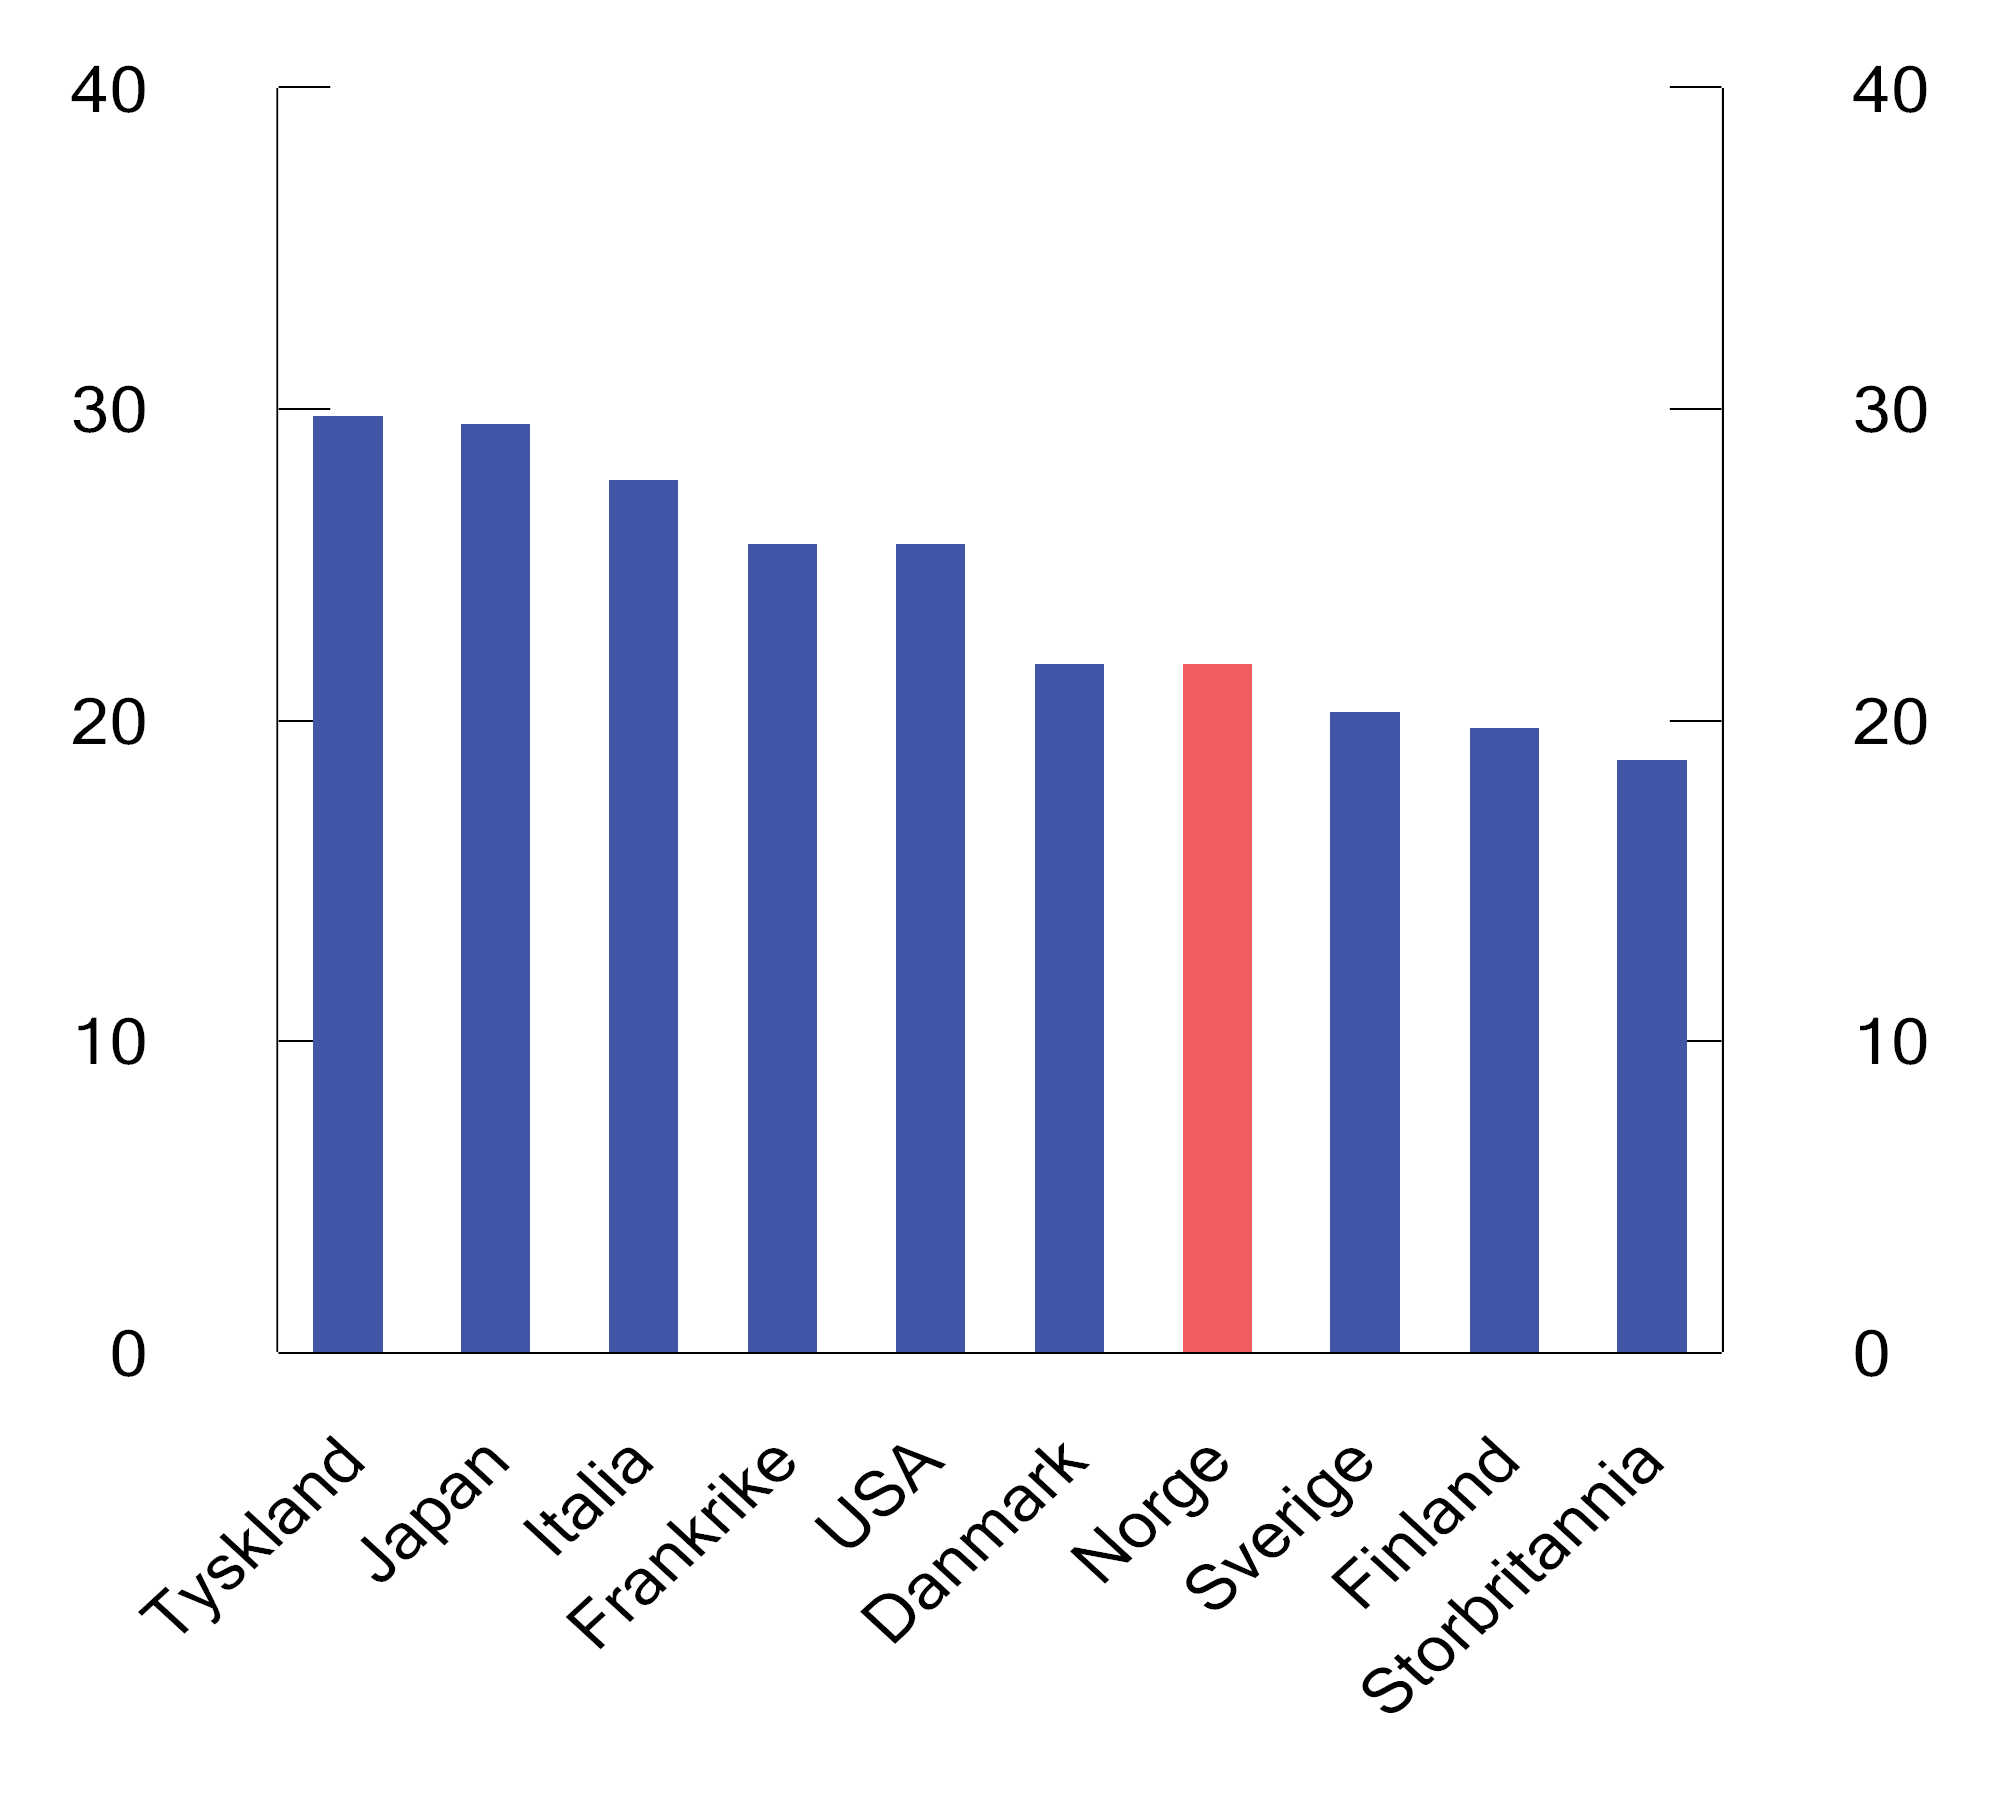 40 40
30 30
20 20
10 10
0 0
Tyskland
Japan
Italia
Frankrike
USA
Danmark
Norge
Sverige
Finland
Storbritannia